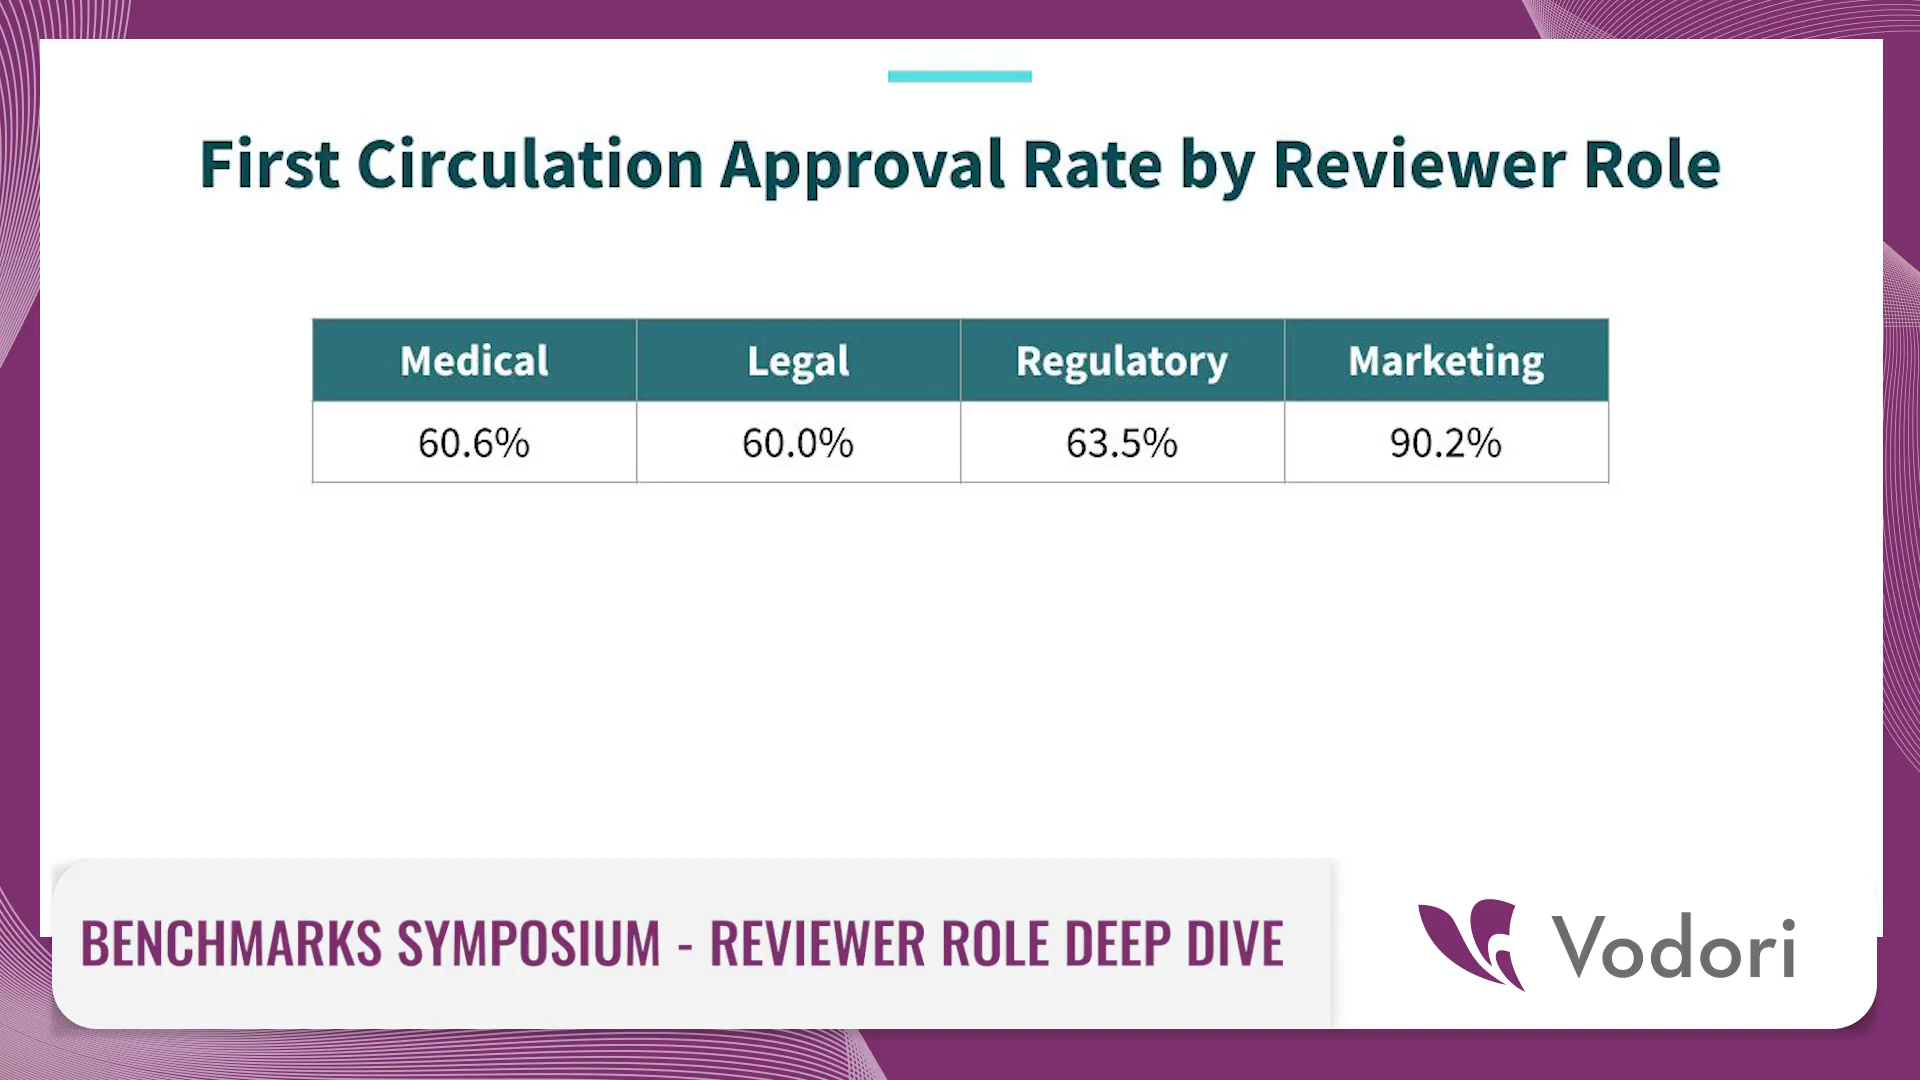 First Circulation Approval Rate by Reviewer Role
Medical Legal Regulatory Marketing
60.6% 60.0% 63.5% 90.2%
BENCHMARKS SYMPOSIUM - REVIEWER ROLE DEEP DIVE
Vodori